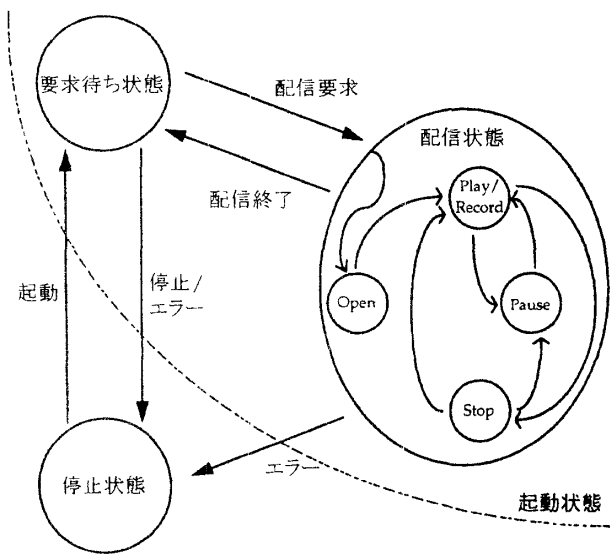 要求待ち状態
配信要求
配信状態
配信終了
Play/
Record
起動
停止/
エラー
Open
Pause
Stop
停止状態
エラー
起動状態